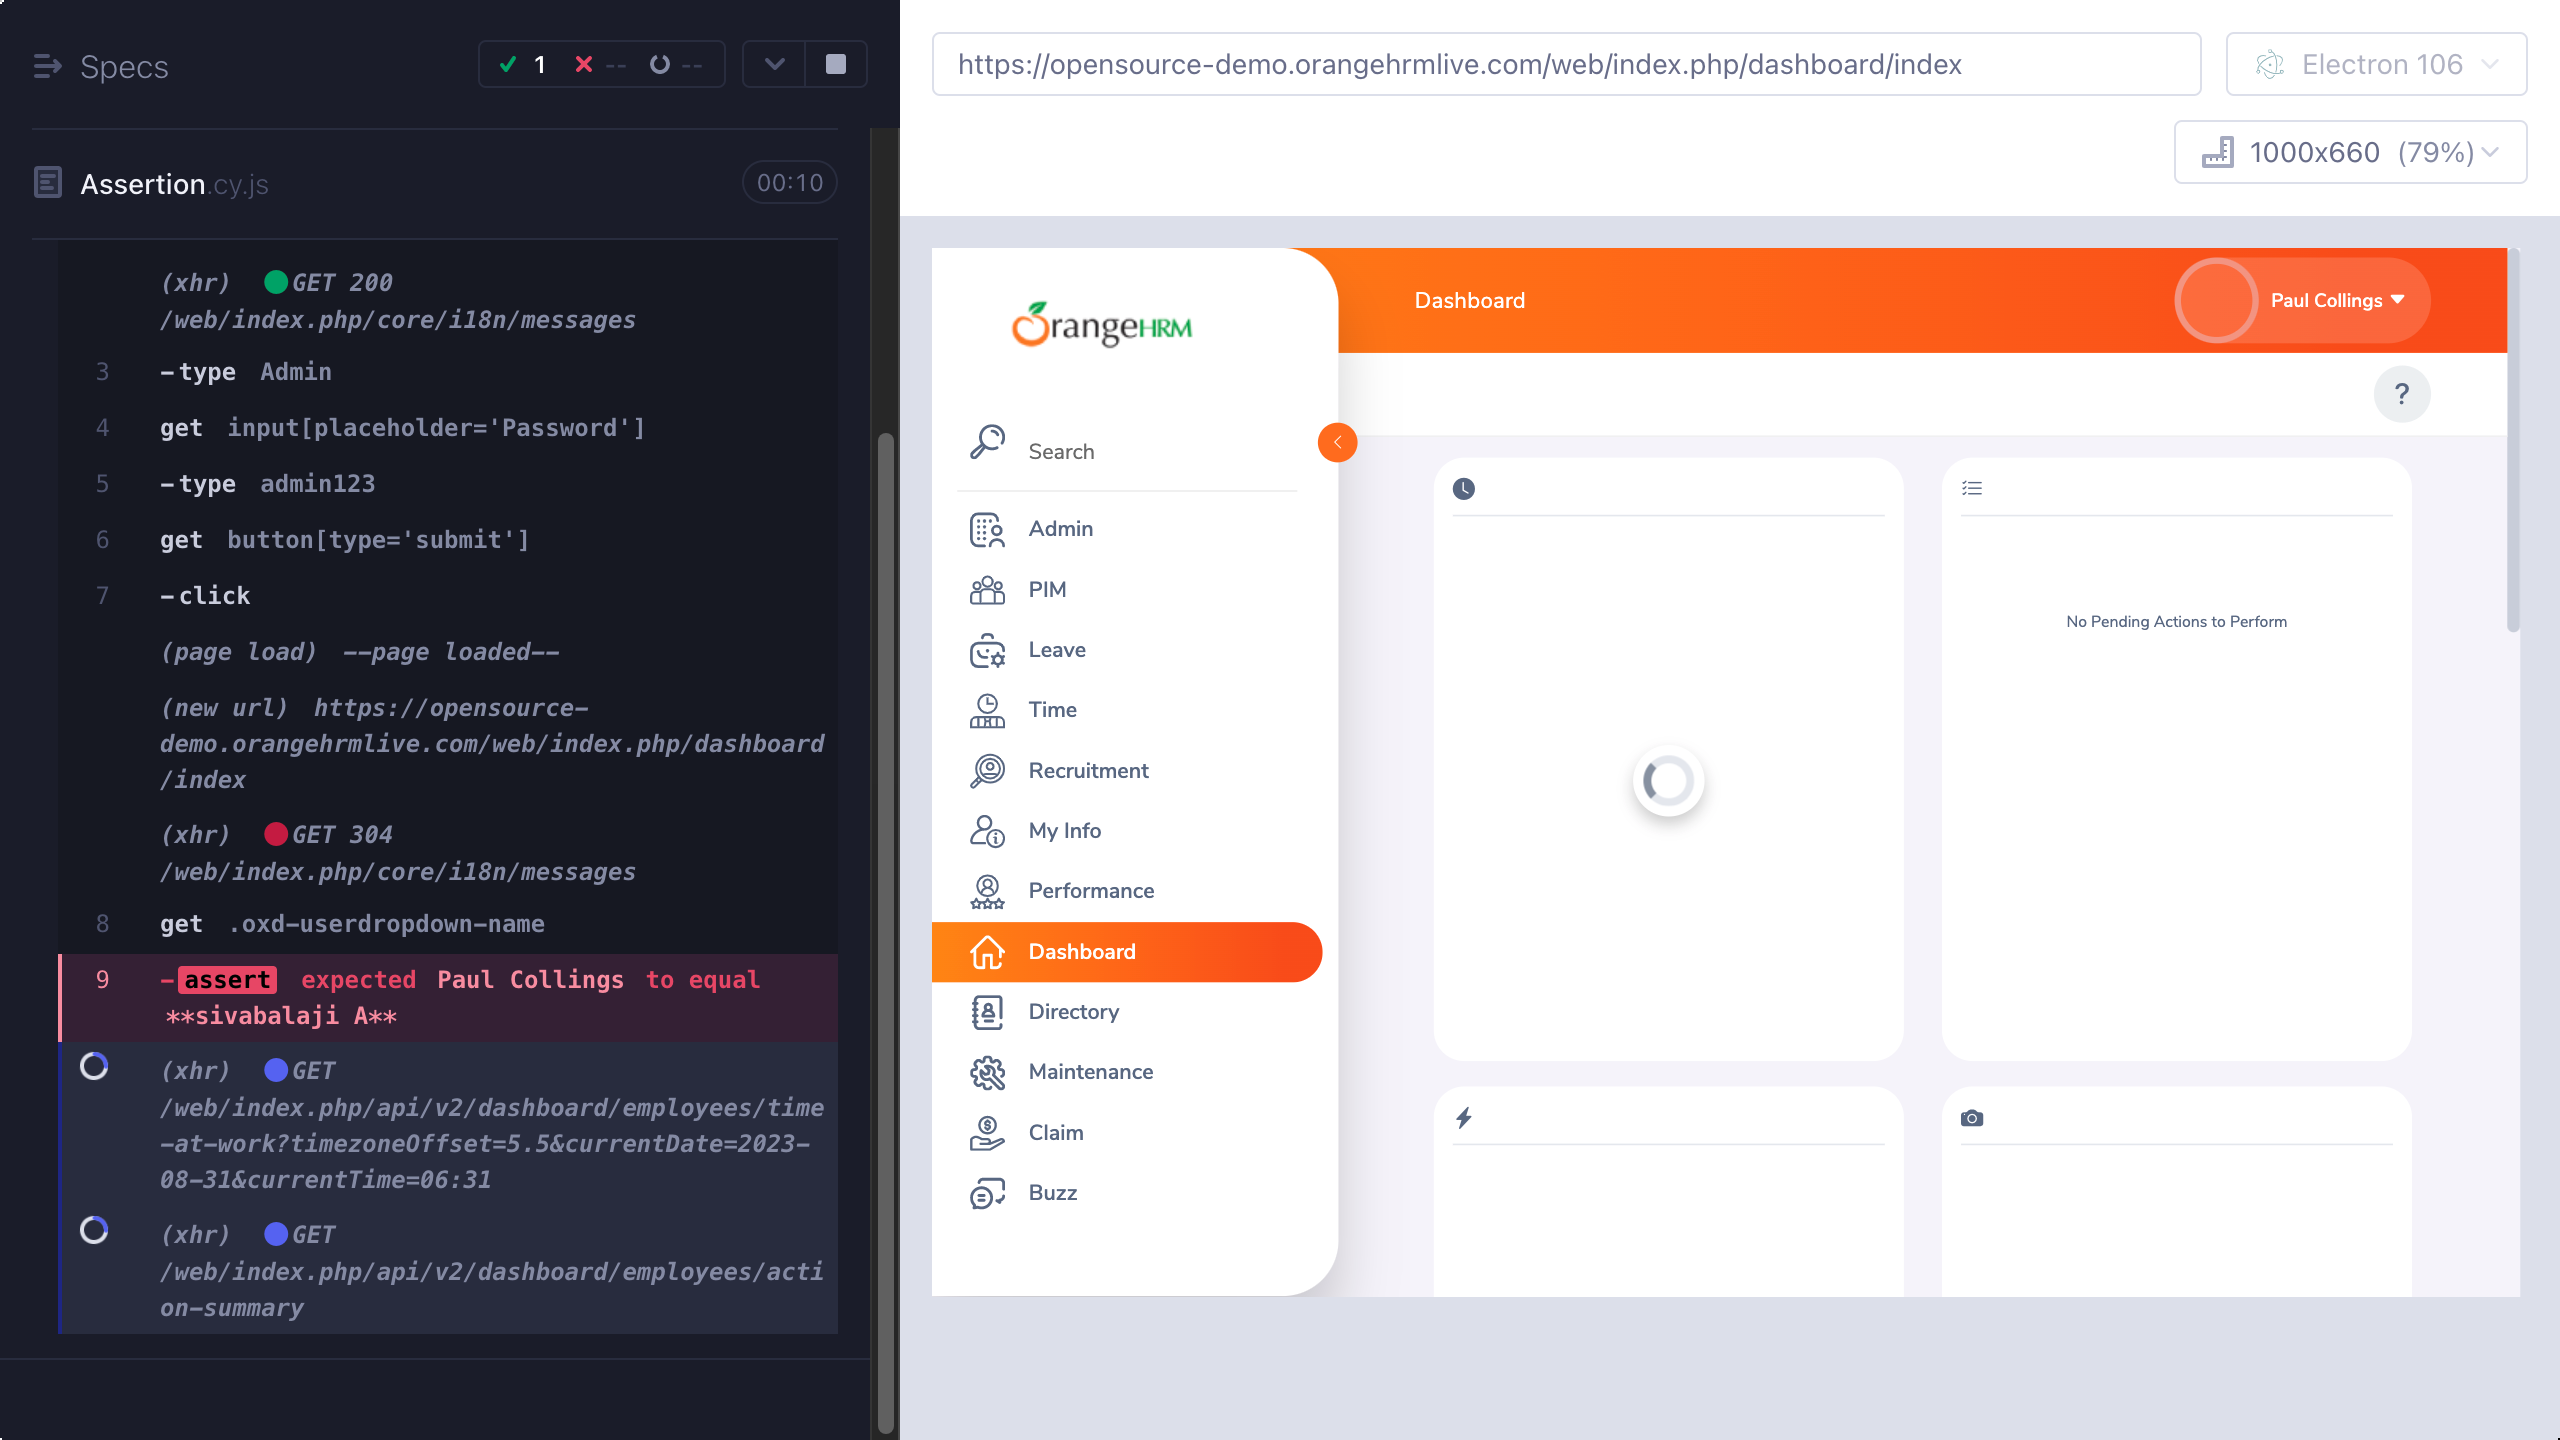 Specs
1
--
--
Assertion.cy.js
00:10
(xhr) GET 200
/web/index.php/core/i18n/messages
3 -type Admin
4 get input[placeholder='Password']
5 -type admin123
6 get button[type='submit']
7 -click
(page load) --page loaded--
(new url) https://opensource-
demo.orangehrmlive.com/web/index.php/dashboard
/index
(xhr) GET 304
/web/index.php/core/i18n/messages
8 get .oxd-userdropdown-name
9 -assert expected Paul Collings to equal
**sivabalaji A**
(xhr) GET
/web/index.php/api/v2/dashboard/employees/time
-at-work?timezoneOffset=5.5&currentDate=2023-
08-31&currentTime=06:31
(xhr) GET
/web/index.php/api/v2/dashboard/employees/acti
on-summary
https://opensource-demo.orangehrmlive.com/web/index.php/dashboard/index
Electron 106
1000x660 (79%)
OrangeHRM
Dashboard
Paul Collings
?
Search
Admin
PIM
Leave
Time
Recruitment
My Info
Performance
Dashboard
Directory
Maintenance
Claim
Buzz
No Pending Actions to Perform